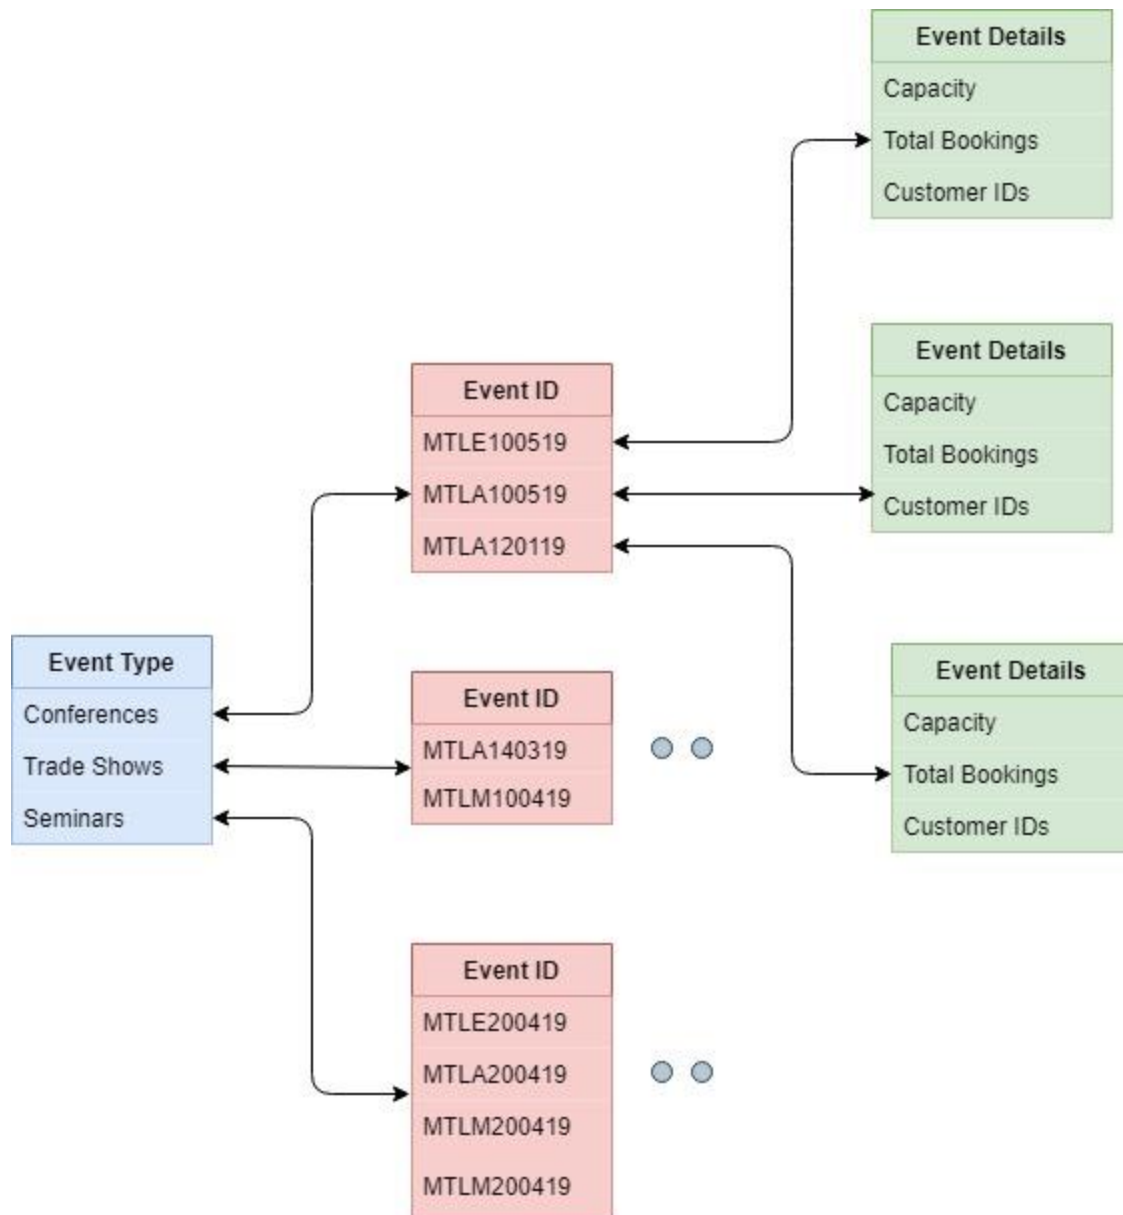 Event Details
Capacity
Total Bookings
Customer IDs
Event Details
Capacity
Total Bookings
Customer IDs
Event ID
MTLE100519
MTLA100519
MTLA120119
Event Type
Conferences
Trade Shows
Seminars
Event ID
MTLA140319
MTLM100419
Event Details
Capacity
Total Bookings
Customer IDs
Event ID
MTLE200419
MTLA200419
MTLM200419
MTLM200419